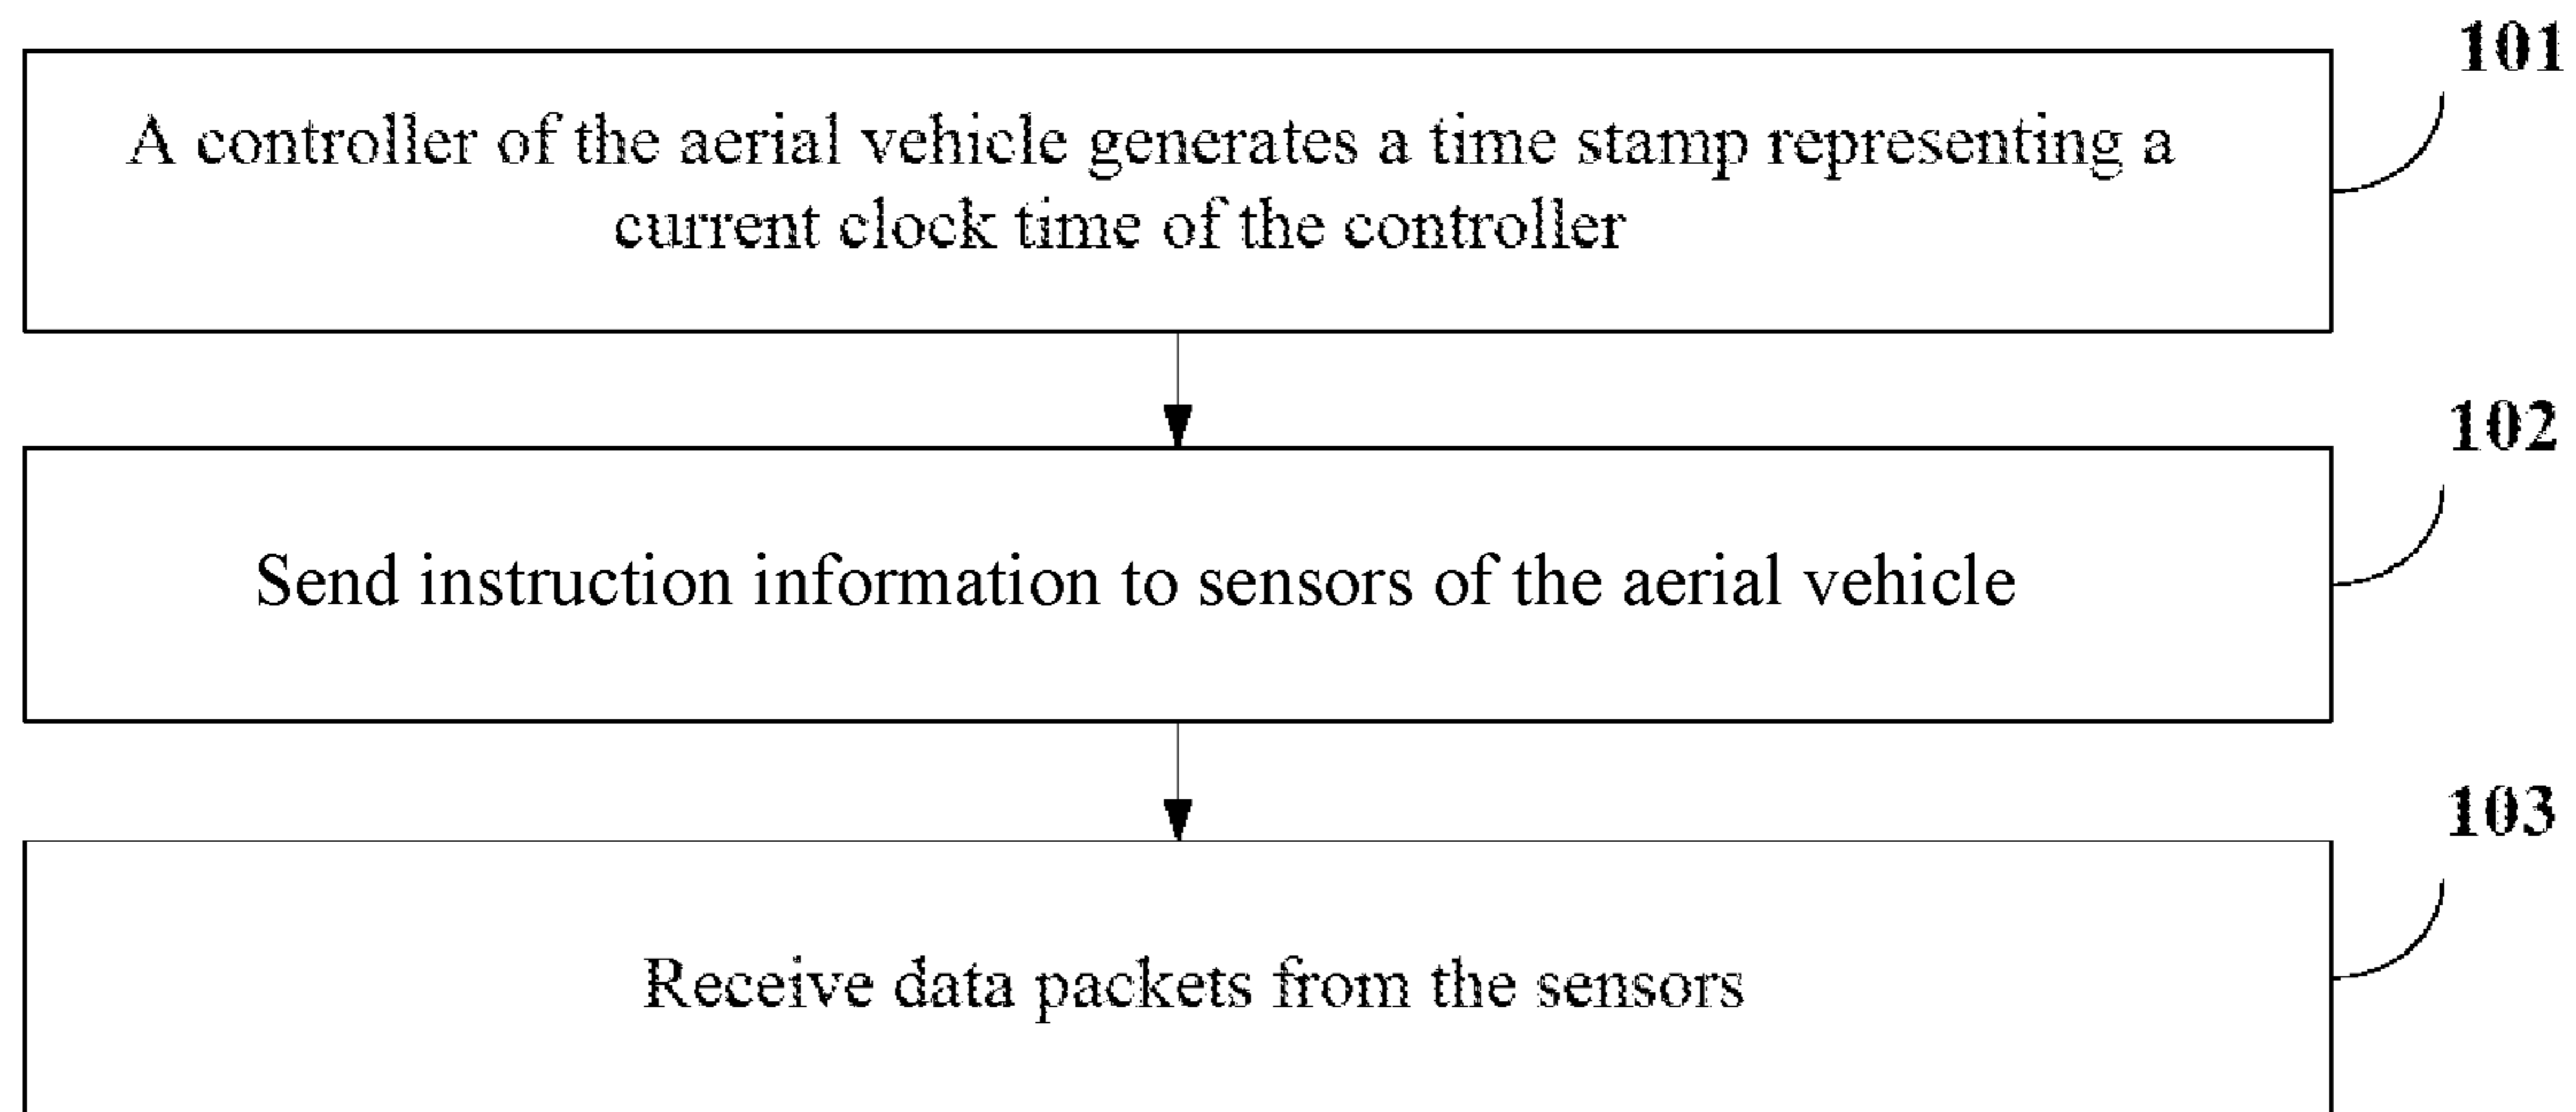 101
A controller of the aerial vehicle generates a time stamp representing a
current clock time of the controller
102
Send instruction information to sensors of the aerial vehicle
103
Receive data packets from the sensors